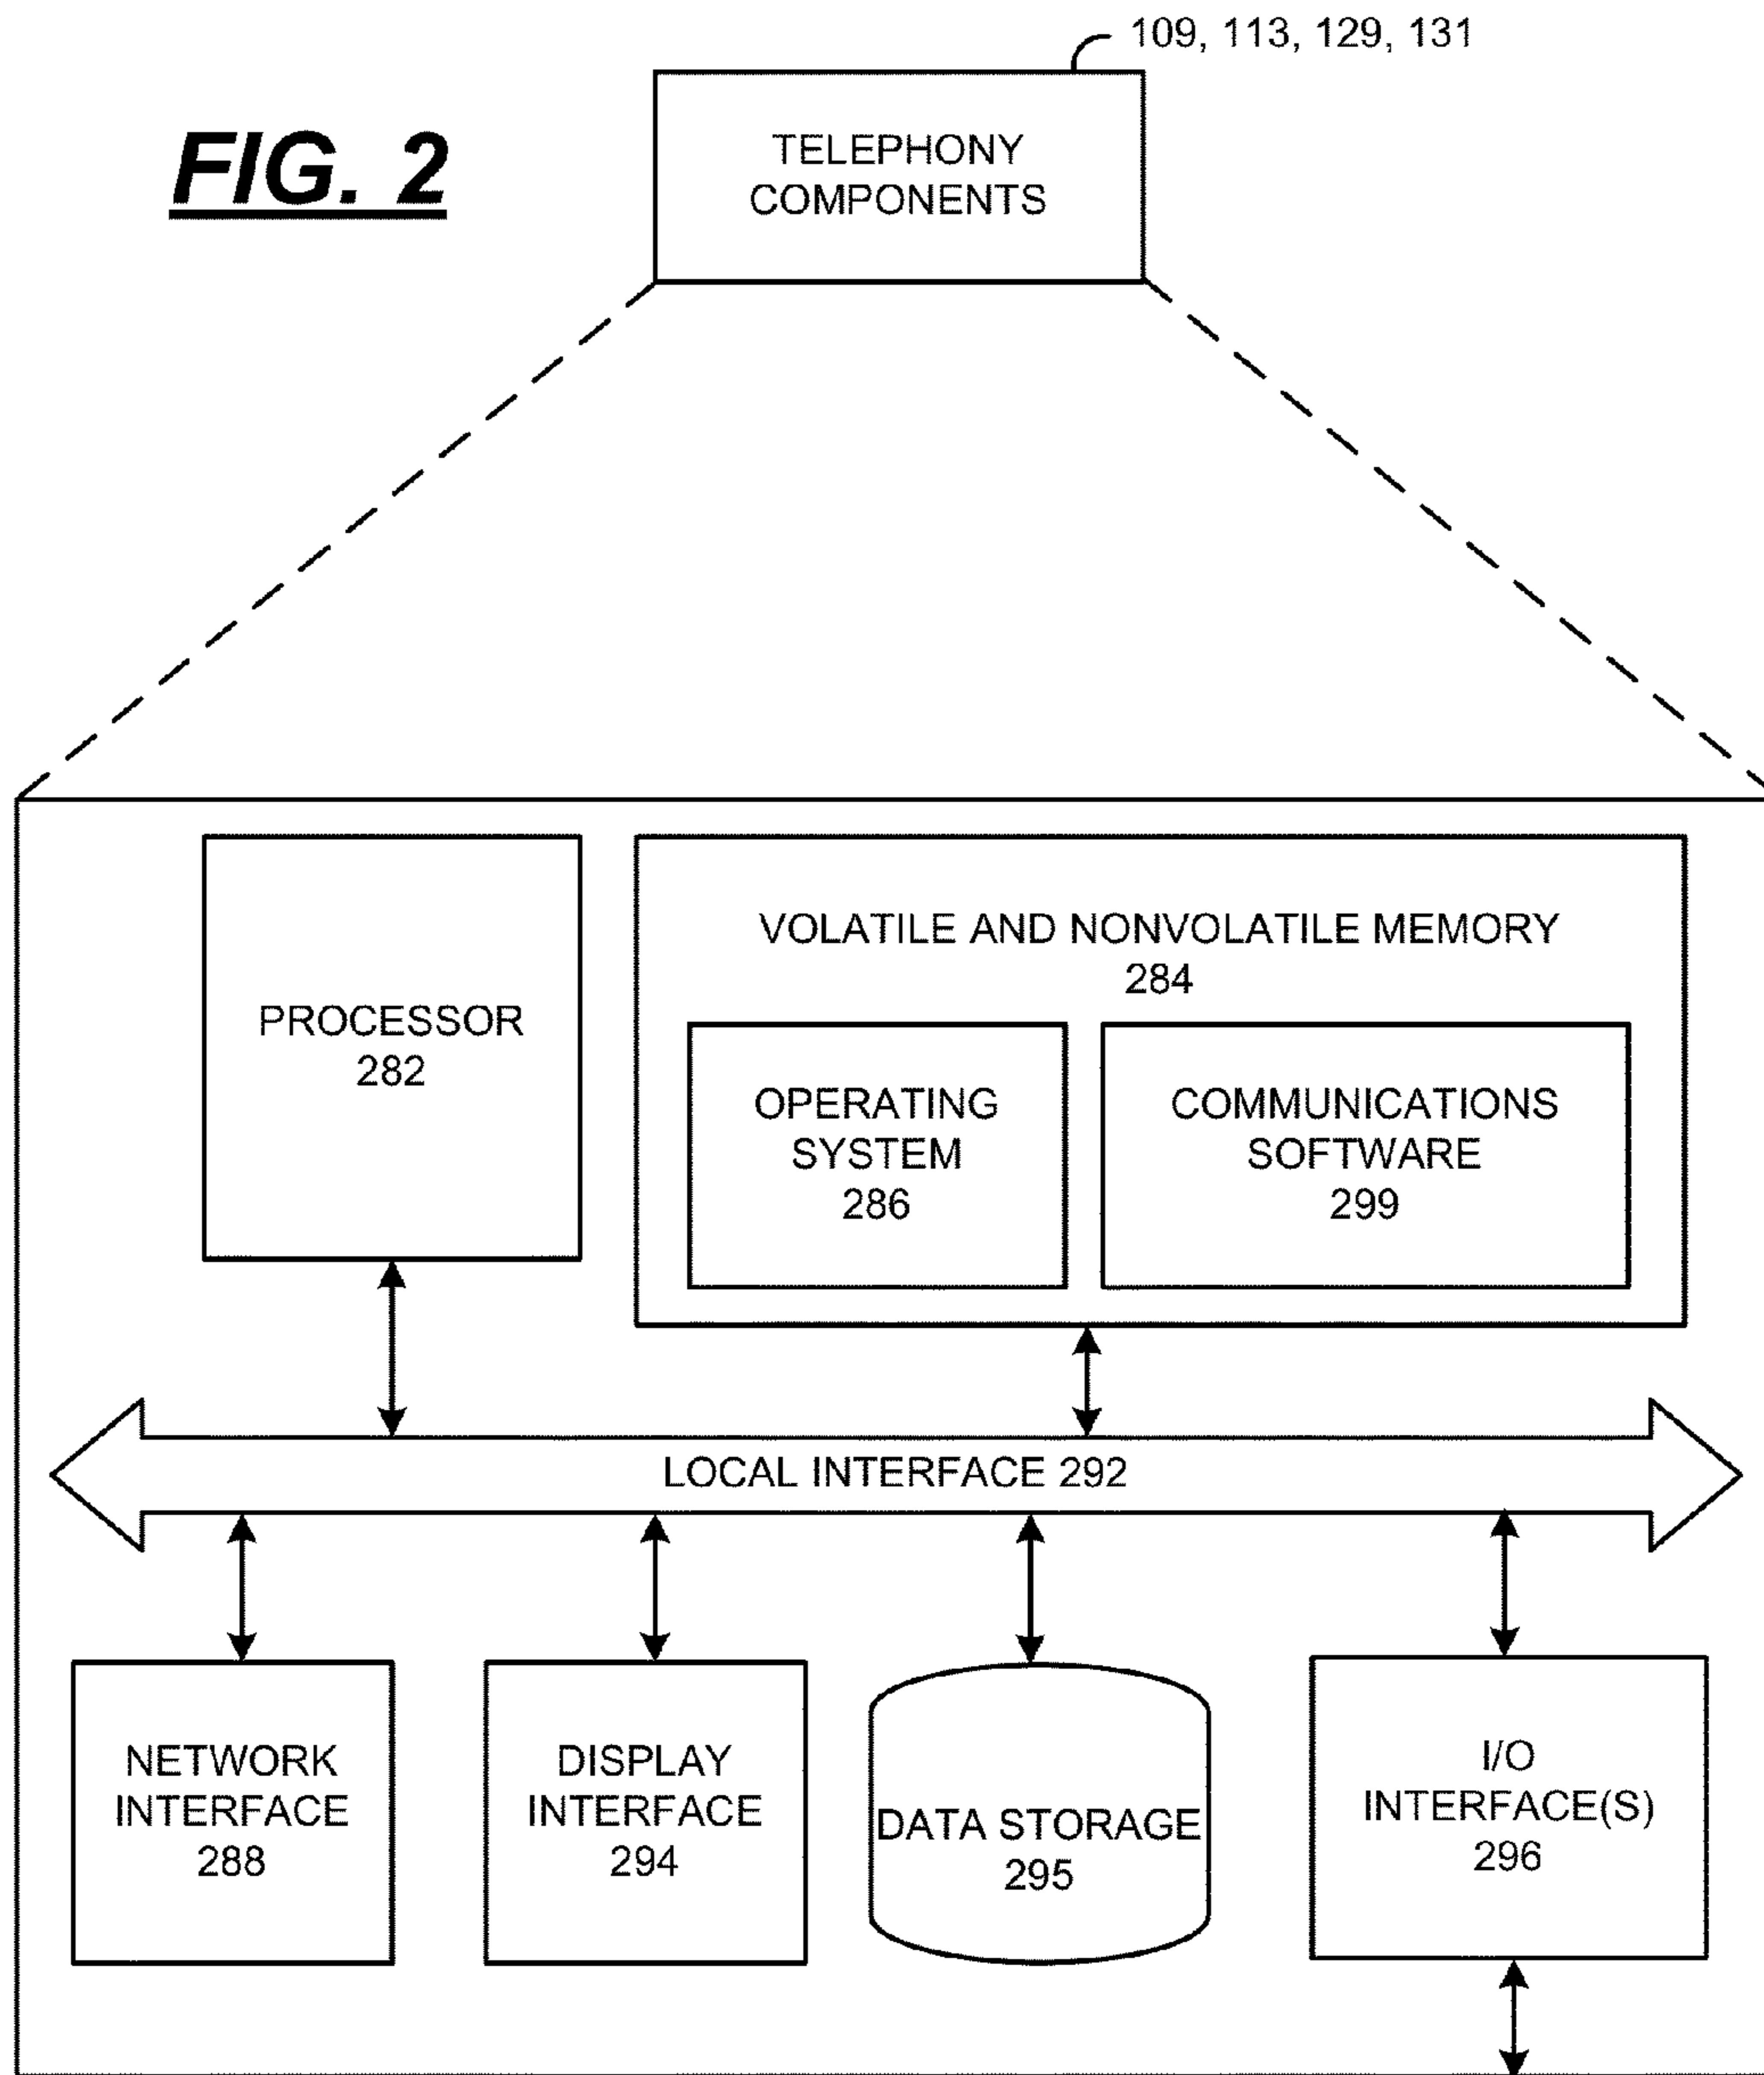 109, 113, 129, 131
FIG. 2
TELEPHONY
COMPONENTS
VOLATILE AND NONVOLATILE MEMORY
284
PROCESSOR
282
OPERATING
SYSTEM
286
COMMUNICATIONS
SOFTWARE
299
LOCAL INTERFACE 292
NETWORK
INTERFACE
288
DISPLAY
INTERFACE
294
DATA STORAGE
295
I/O
INTERFACE(S)
296